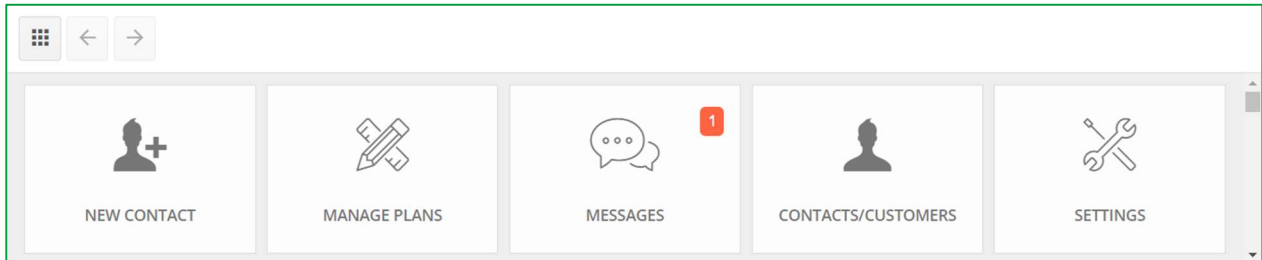 1
NEW CONTACT
MANAGE PLANS
MESSAGES
CONTACTS/CUSTOMERS
SETTINGS